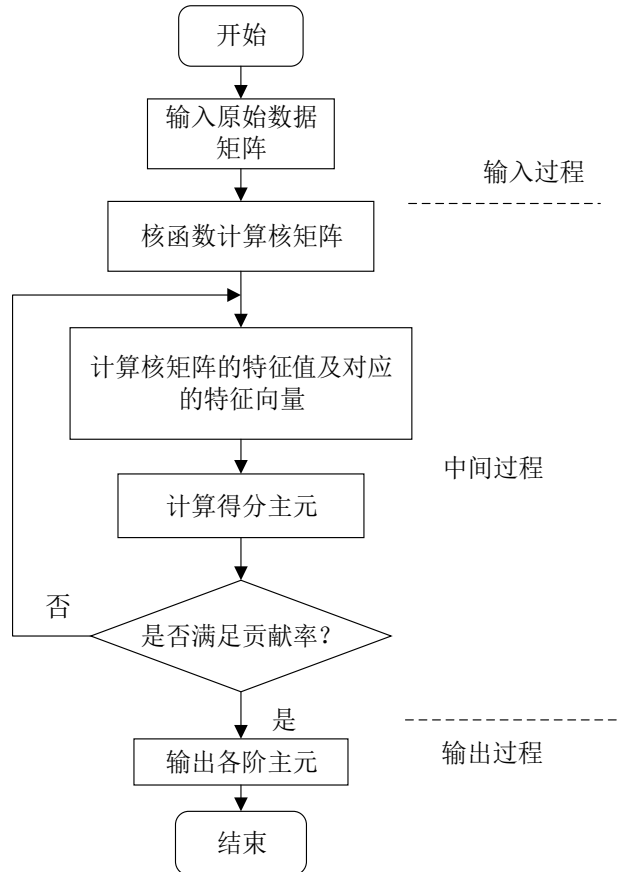 开始
输入原始数据
矩阵
输入过程
核函数计算核矩阵
计算核矩阵的特征值及对应
的特征向量
中间过程
计算得分主元
否
是否满足贡献率？
是
输出各阶主元
输出过程
结束